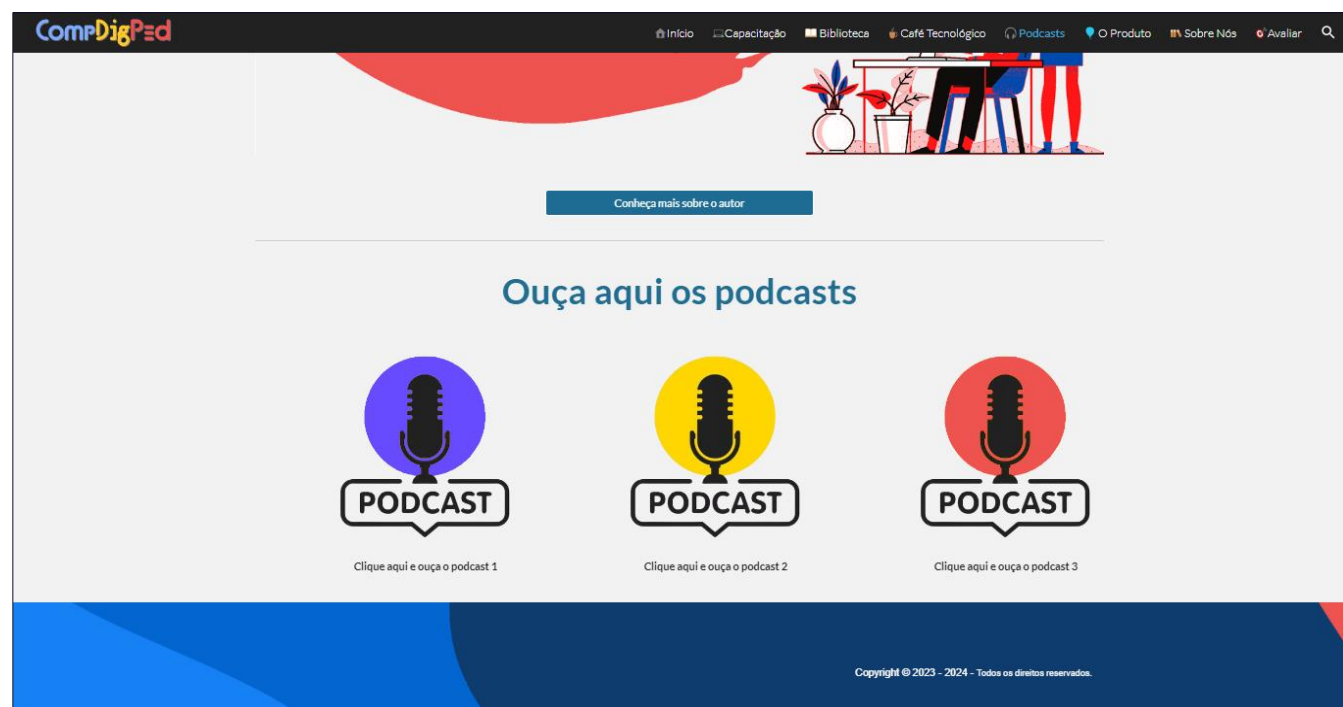 CompDigPed
Início Capacitação Biblioteca Café Tecnológico Podcasts O Produto Sobre Nós Avaliar
Conheça mais sobre o autor
Ouça aqui os podcasts
PODCAST PODCAST PODCAST
Clique aqui e ouça o podcast 1 Clique aqui e ouça o podcast 2 Clique aqui e ouça o podcast 3
Copyright © 2023 - 2024 - Todos os direitos reservados.